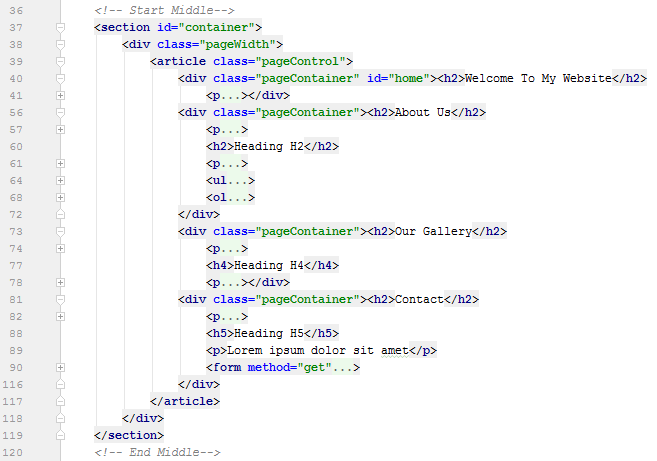 36 <!-- Start Middle-->
37 <section id="container">
38 <div class="pageWidth">
39 <article class="pageControl">
40 <div class="pageContainer" id="home"><h2>Welcome To My Website</h2>
41 <p...></div>
56 <div class="pageContainer"><h2>About Us</h2>
57 <p...>
60 <h2>Heading H2</h2>
61 <p...>
64 <ul...>
68 <ol...>
72 </div>
73 <div class="pageContainer"><h2>Our Gallery</h2>
74 <p...>
77 <h4>Heading H4</h4>
78 <p...></div>
81 <div class="pageContainer"><h2>Contact</h2>
82 <p...>
88 <h5>Heading H5</h5>
89 <p>Lorem ipsum dolor sit amet</p>
90 <form method="get"...>
116 </div>
117 </article>
118 </div>
119 </section>
120 <!-- End Middle-->